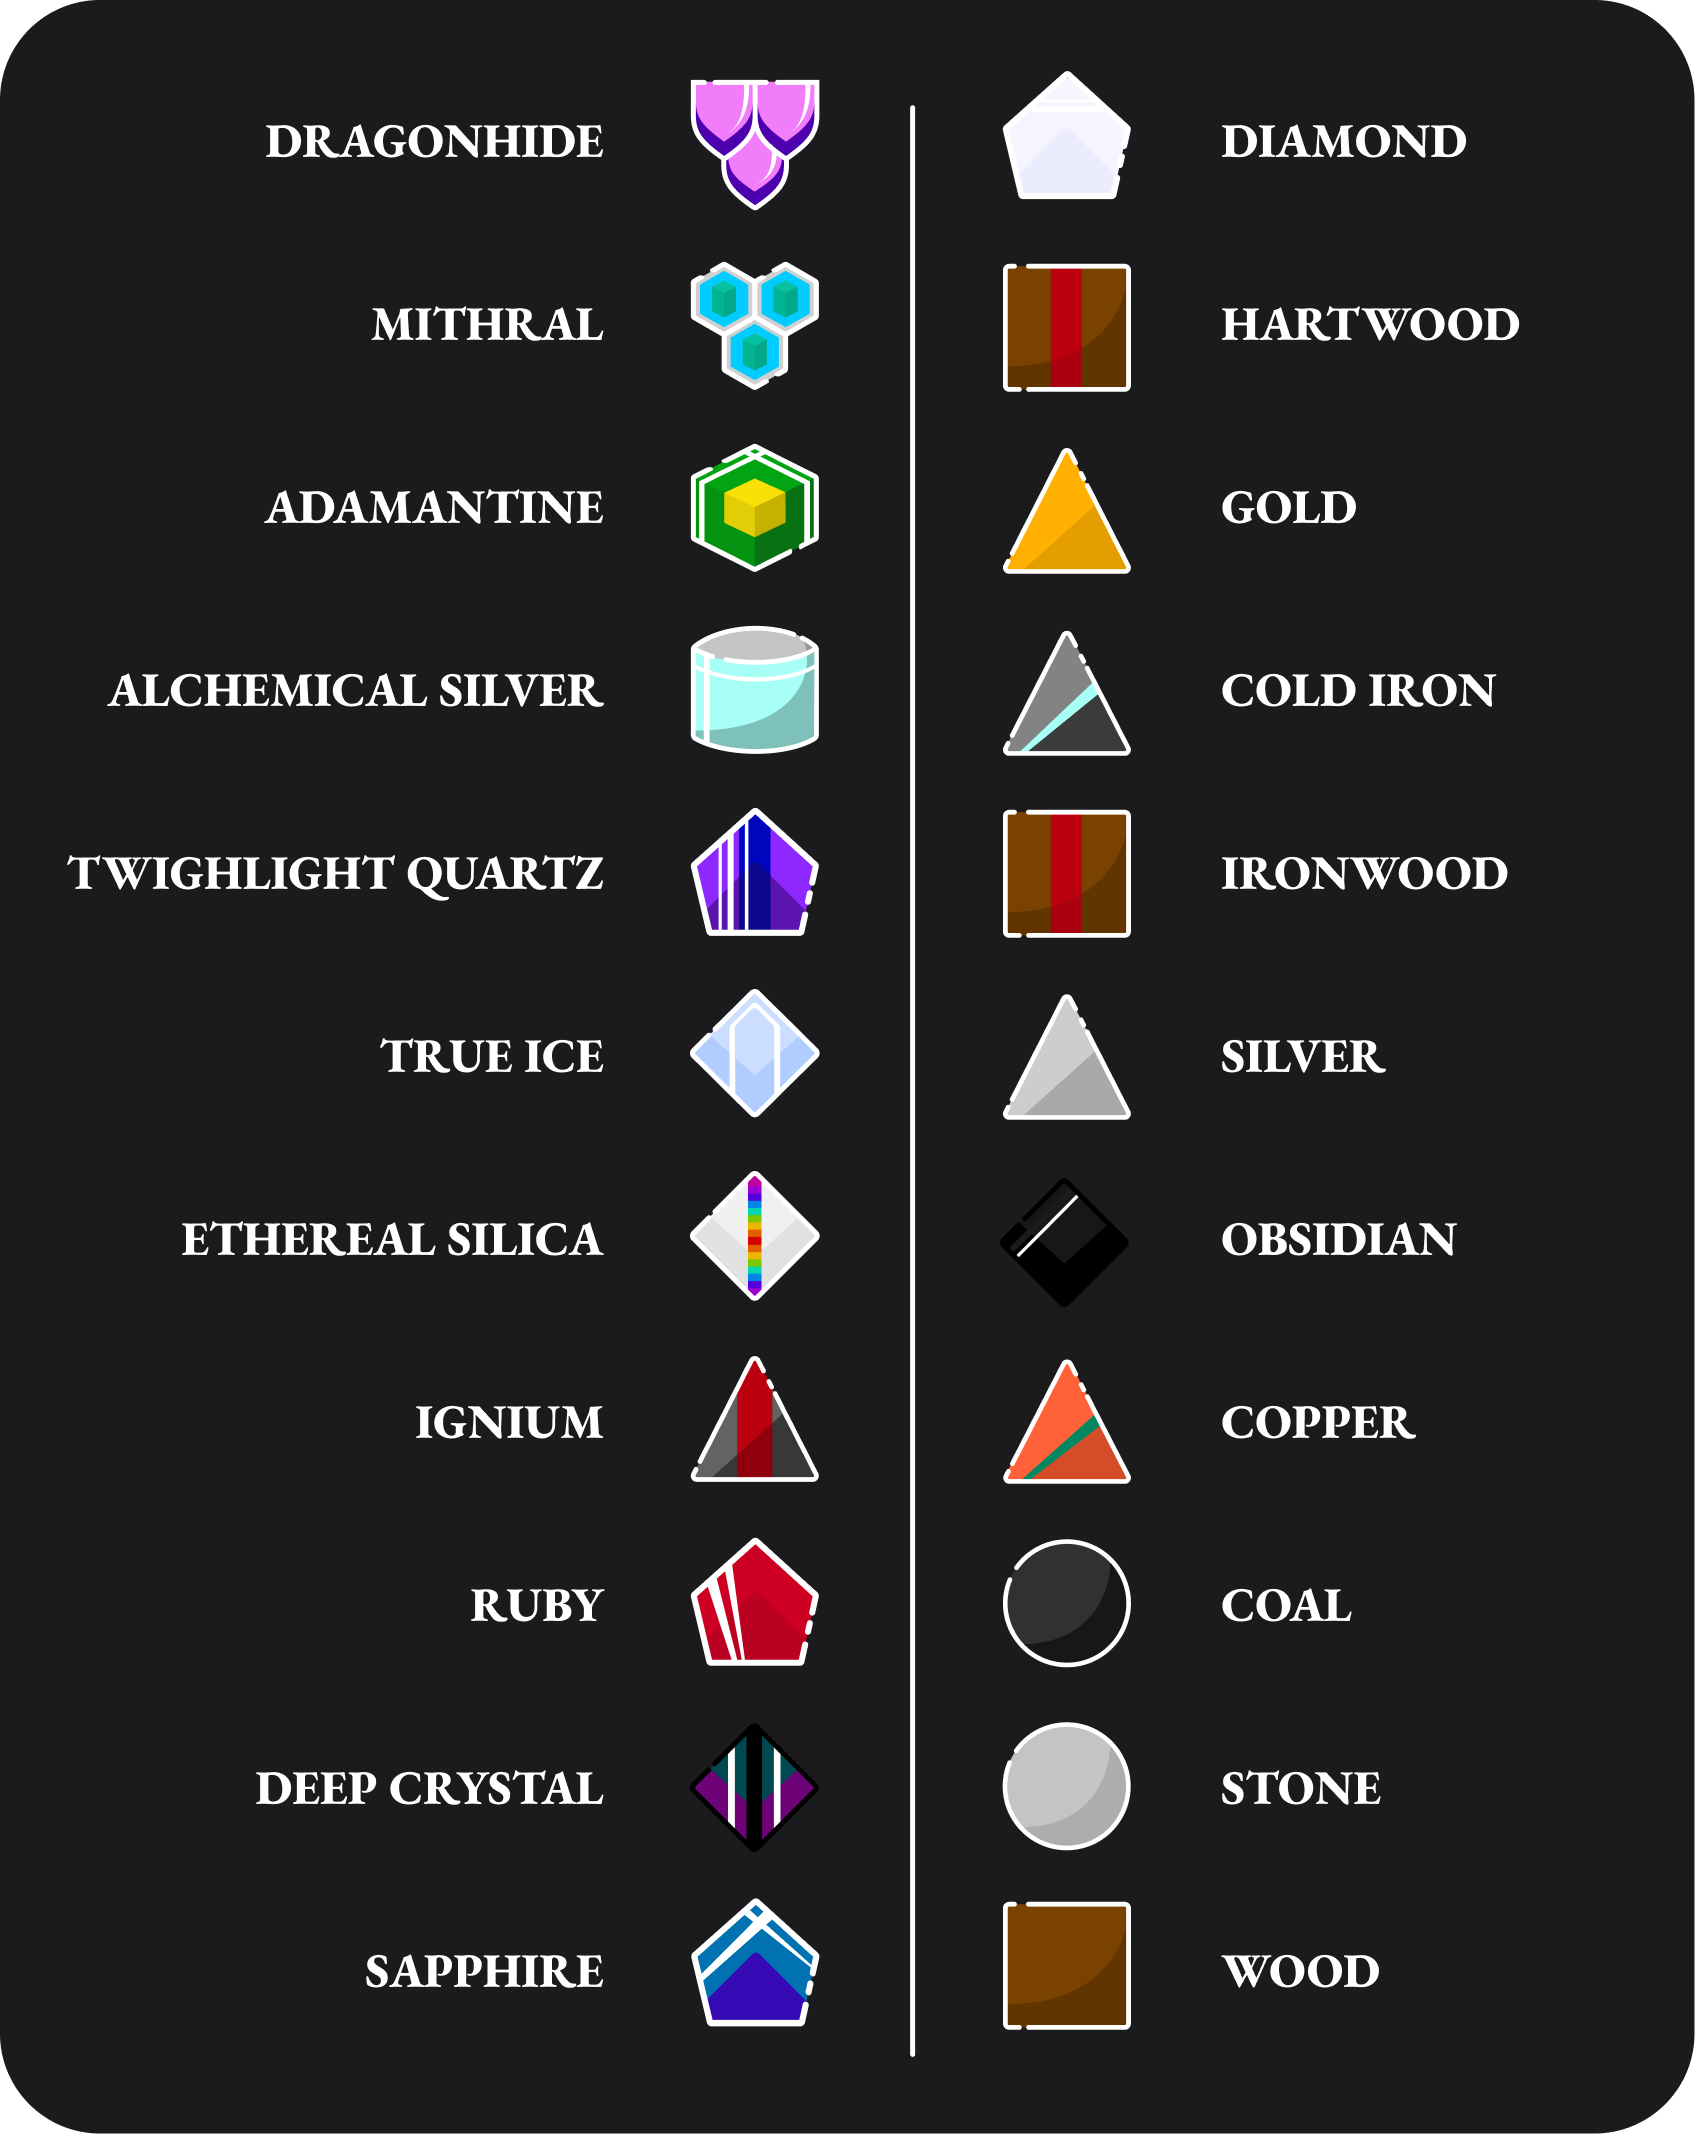 DRAGONHIDE
MITHRAL
ADAMANTINE
ALCHEMICAL SILVER
TWIGHLIGHT QUARTZ
TRUE ICE
ETHEREAL SILICA
IGNIUM
RUBY
DEEP CRYSTAL
SAPPHIRE
DIAMOND
HARTWOOD
GOLD
COLD IRON
IRONWOOD
SILVER
OBSIDIAN
COPPER
COAL
STONE
WOOD